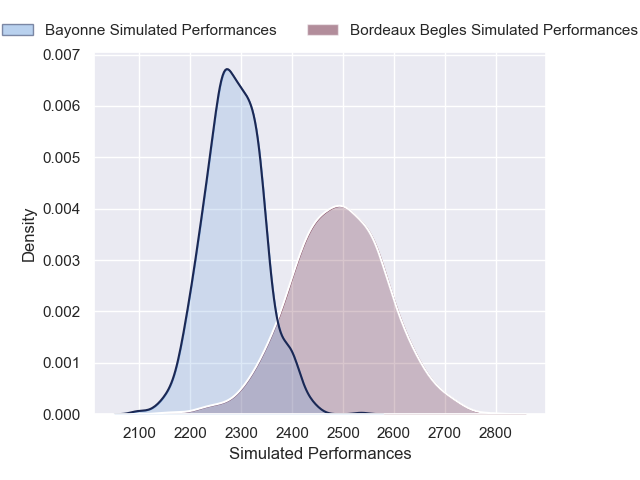 Bayonne Simulated Performances
Bordeaux Begles Simulated Performances
0.007
0.006
0.005
0.004
0.003
0.002
0.001
0.000
Density
2100 2200 2300 2400 2500 2600 2700 2800
Simulated Performances